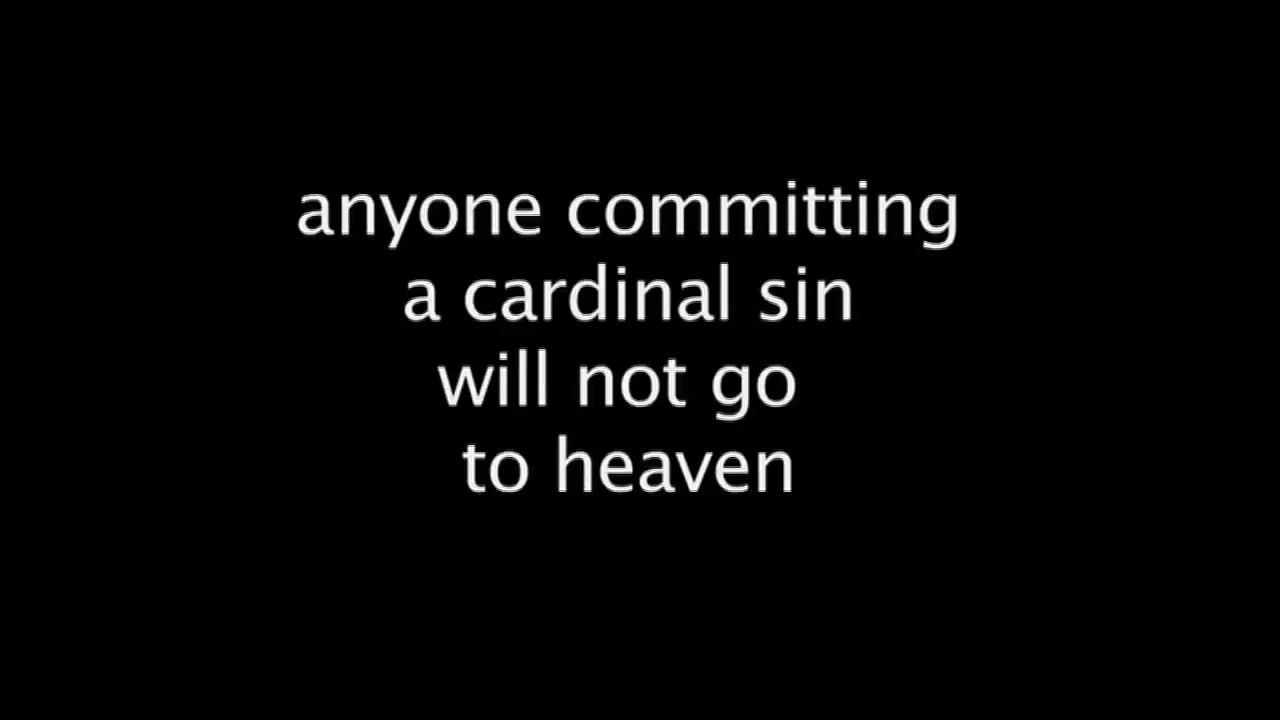 anyone committing
a cardinal sin
will not go
to heaven